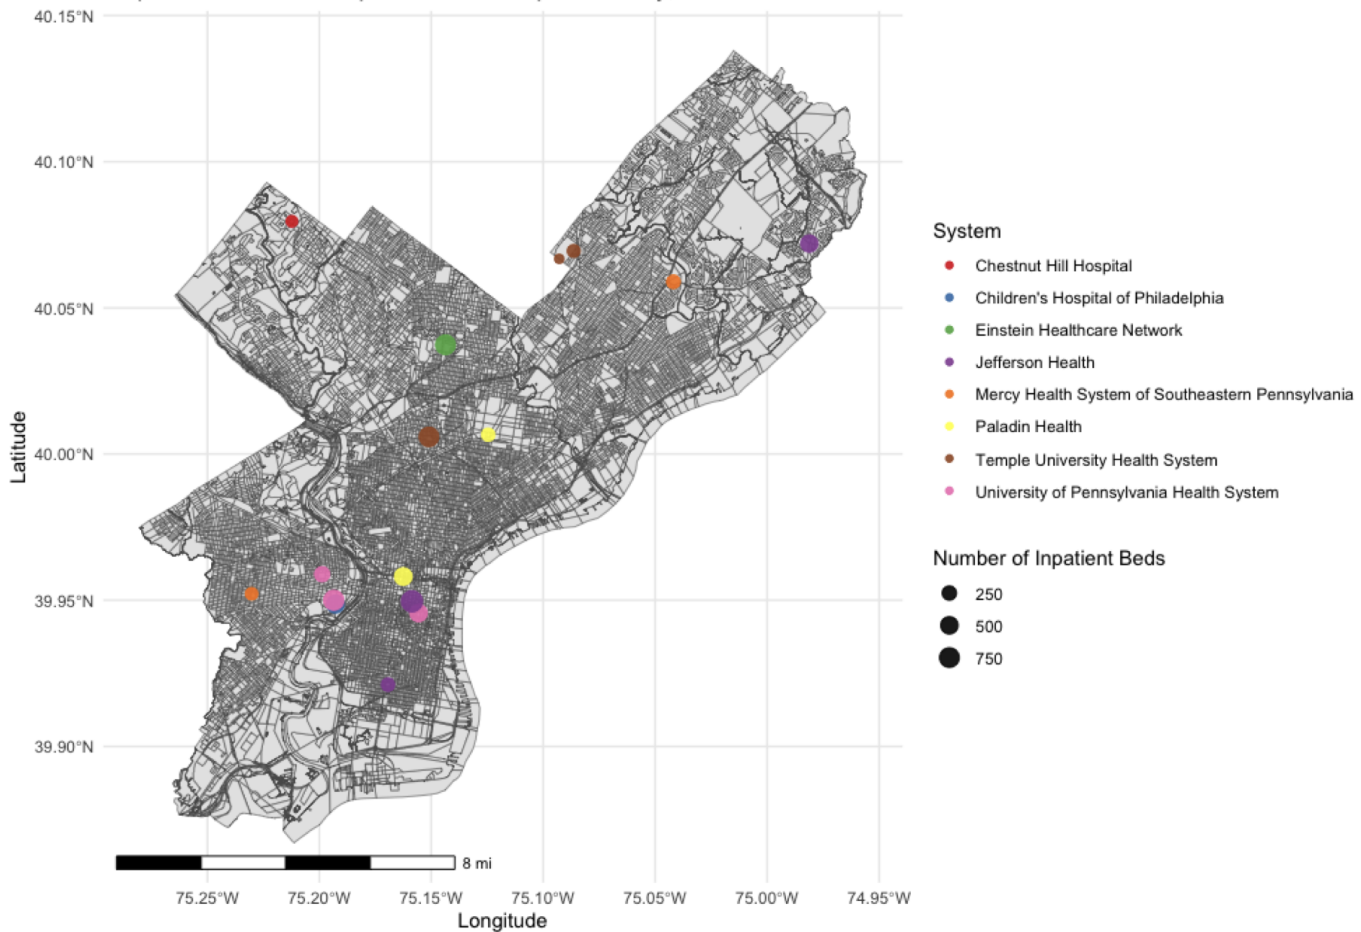 40.15°N
40.10°N
40.05°N
40.00°N
39.95°N
39.90°N
Latitude
8 mi
75.25°W 75.20°W 75.15°W 75.10°W 75.05°W 75.00°W 74.95°W
Longitude
System
Chestnut Hill Hospital
Children's Hospital of Philadelphia
Einstein Healthcare Network
Jefferson Health
Mercy Health System of Southeastern Pennsylvania
Paladin Health
Temple University Health System
University of Pennsylvania Health System
Number of Inpatient Beds
250
500
750